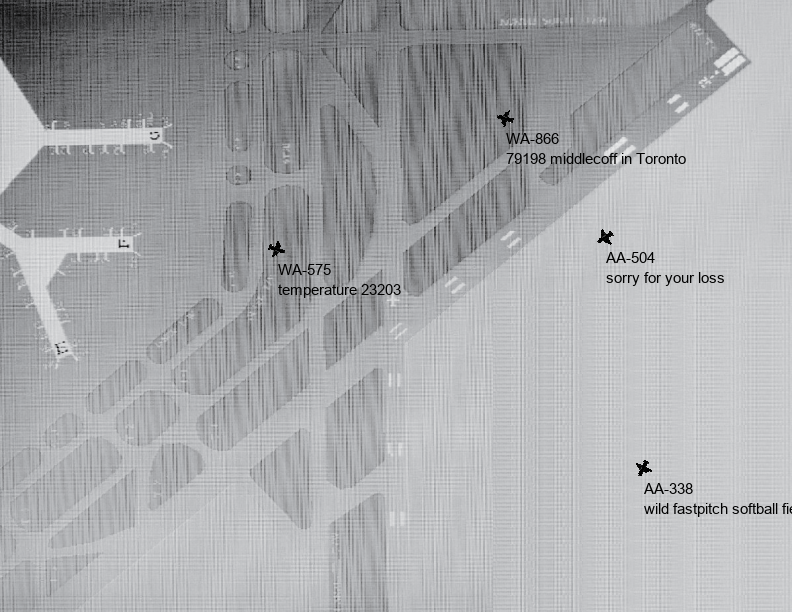 G
F
WA-866
79198 middlecoff in Toronto
WA-575
temperature 23203
AA-504
sorry for your loss
AA-338
wild fastpitch softball fie